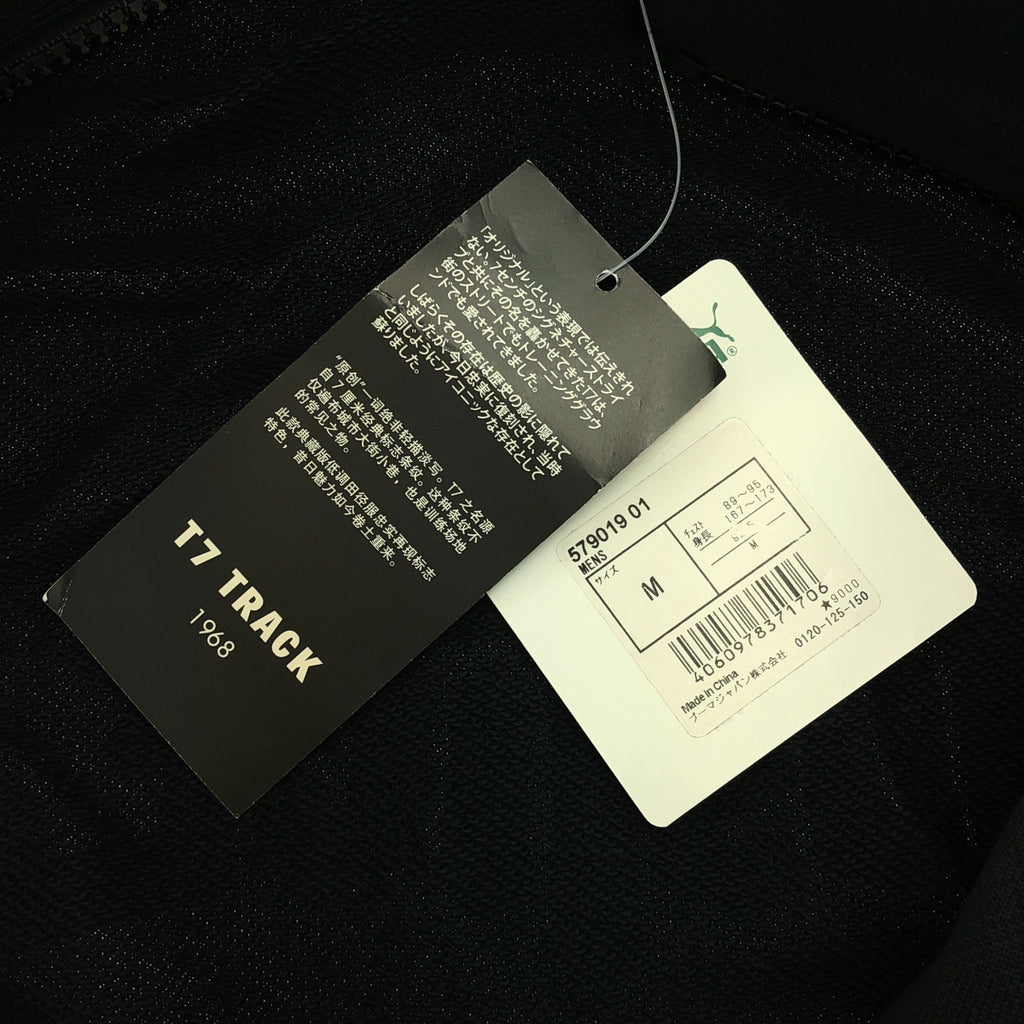 「オリジナル」という表現では伝えきれ
ない。7センチのシグネチャーストライ
プと共にその名を轟かせてきたT7は、
街のストリートでもトレーニンググラウ
ンドでも愛されてきました。
しばらくその存在は歴史の影に隠れて
いましたが、今日忠実に復刻され、当時
と同じようにアイコニックな存在として
蘇りました。
“原创”一词绝非轻描淡写。T7之名源
自7厘米经典标志条纹。这种条纹不
仅遍布城市大街小巷，也是训练场地
的常见之物。
此款典藏版低调田径服忠实再现标志
特色，昔日魅力如今卷土重来。
T7 TRACK
1968
®
579019 01
MENS
サイズ
M
チェスト 89～95
身長 167～173
M
4060978371706
★9000
Made in China
プーマジャパン株式会社 0120-125-150